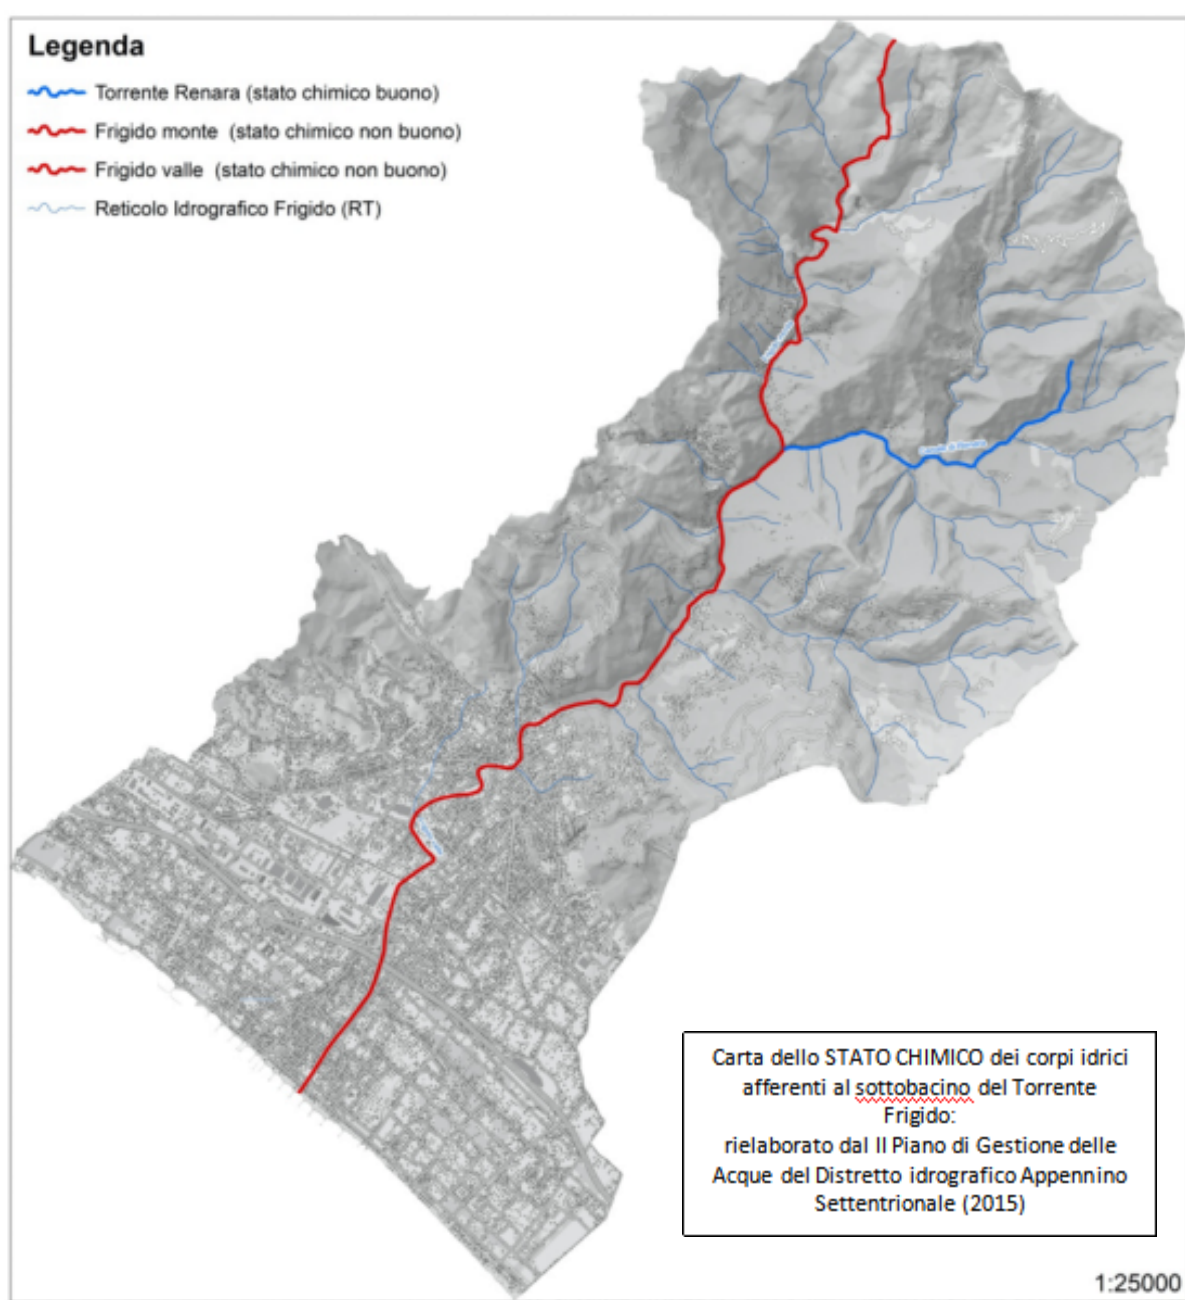 Legenda
Torrente Renara (stato chimico buono)
Frigido monte (stato chimico non buono)
Frigido valle (stato chimico non buono)
Reticolo Idrografico Frigido (RT)
Carta dello STATO CHIMICO dei corpi idrici
afferenti al sottobacino del Torrente
Frigido:
rielaborato dal II Piano di Gestione delle
Acque del Distretto idrografico Appennino
Settentrionale (2015)
1:25000